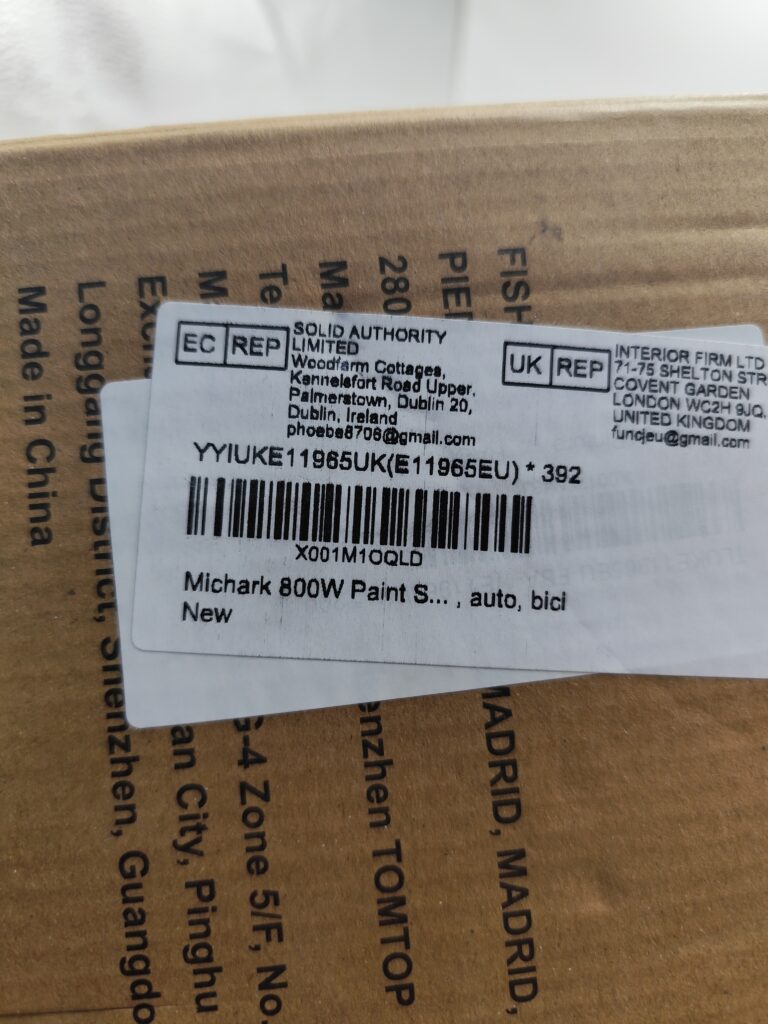 EC REP
SOLID AUTHORITY
LIMITED
Woodfarm Cottages,
Kennelsfort Road Upper,
Palmerstown, Dublin 20,
Dublin, Ireland
phoebe8706@gmail.com
UK REP
INTERIOR FIRM LTD
71-75 SHELTON STR
COVENT GARDEN
LONDON WC2H 9JQ,
UNITED KINGDOM
funcjeu@gmail.com
YYIUKE11965UK(E11965EU) * 392
X001M1OQLD
Michark 800W Paint S... , auto, bici
New
FISH
PIE
MADRID, MADRID,
280
Ma
enzhen TOMTOP
Te
G-4 Zone 5/F, No.
M
an City, Pinghu
Exc
Longgang District, Shenzhen, Guangdo
Made in China